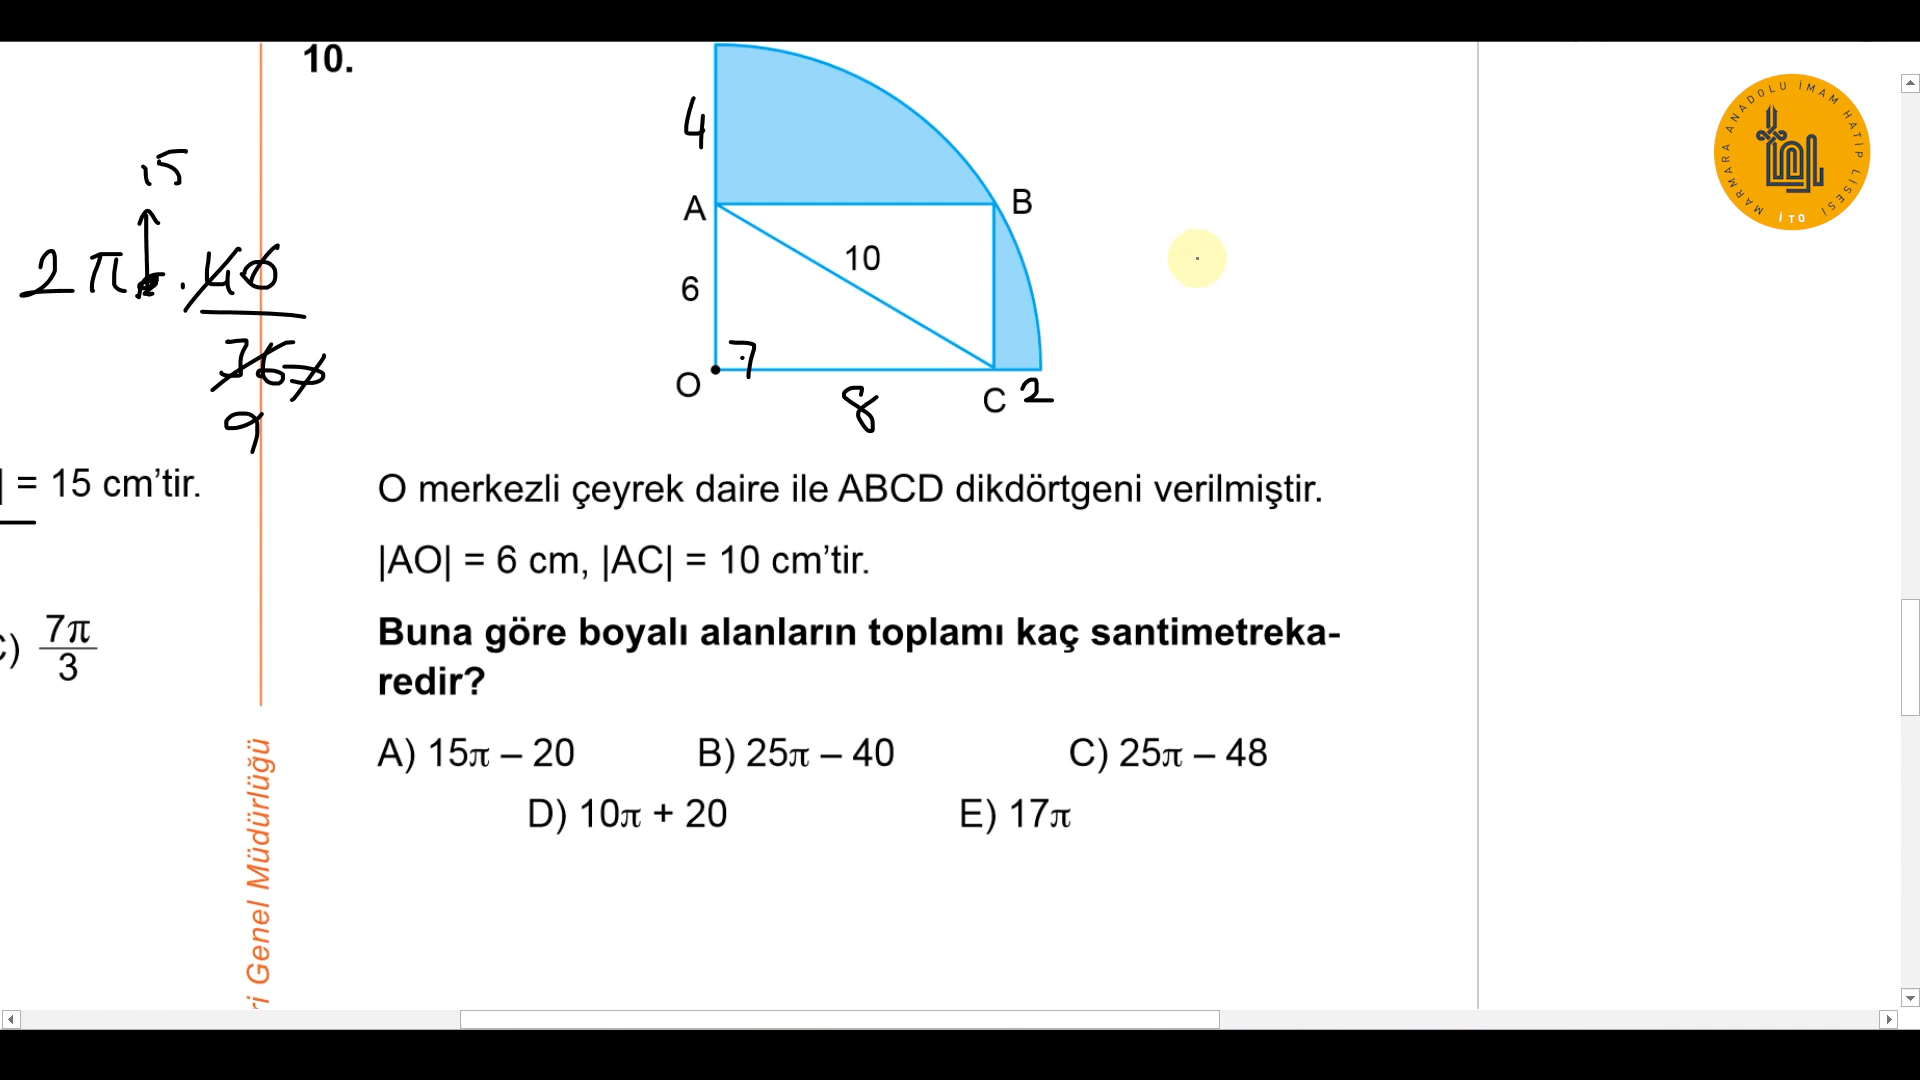 10.
4
A
B
10
6
O
7
8
C
2
15
2π.40
36
9
| = 15 cm’tir.
C) 7π
3
O merkezli çeyrek daire ile ABCD dikdörtgeni verilmiştir.
|AO| = 6 cm, |AC| = 10 cm’tir.
Buna göre boyalı alanların toplamı kaç santimetreka-
redir?
A) 15π – 20 B) 25π – 40 C) 25π – 48
D) 10π + 20 E) 17π
ri Genel Müdürlüğü
MARMARA ANADOLU İMAM HATİP LİSESİ
İTO